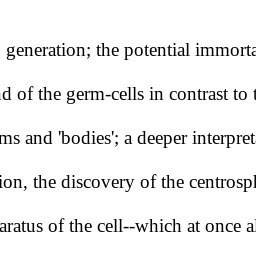 generation; the potential immorta
d of the germ-cells in contrast to
ms and 'bodies'; a deeper interpret
ion, the discovery of the centrosph
aratus of the cell--which at once al